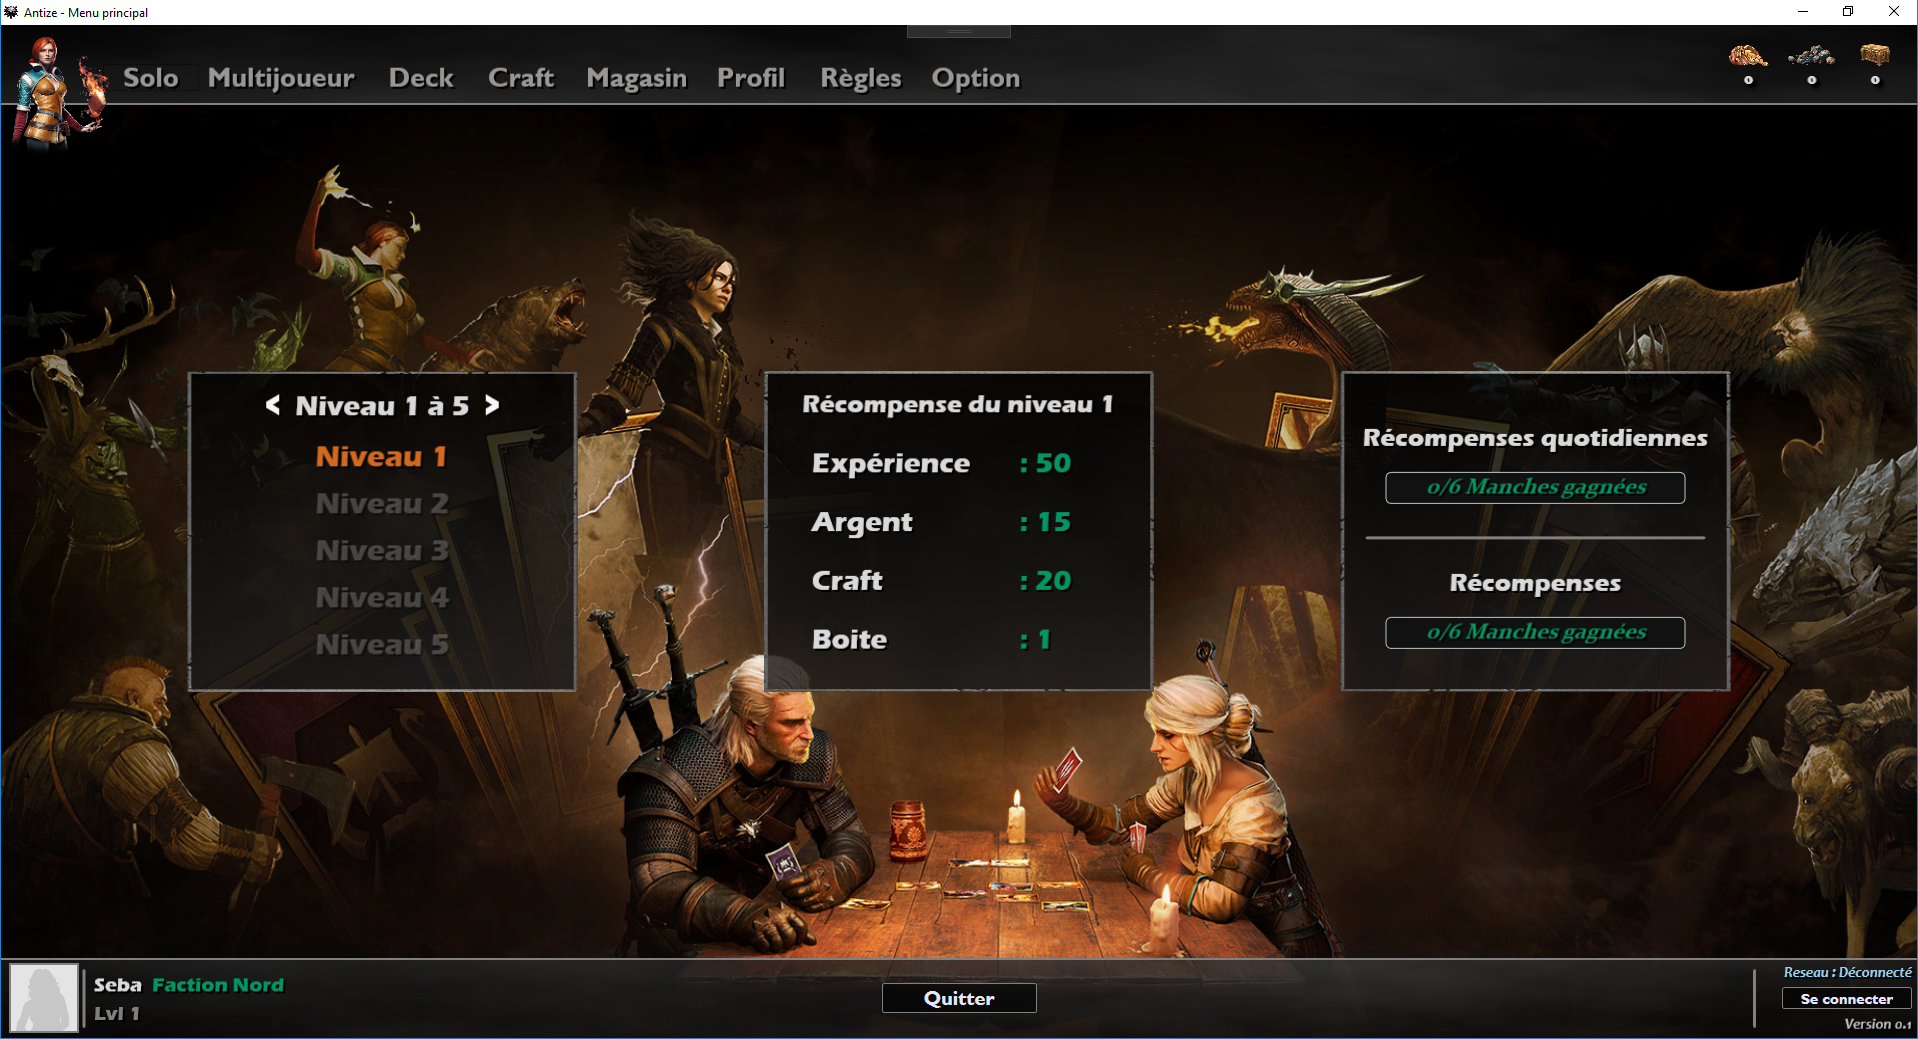 Antize - Menu principal
Solo Multijoueur Deck Craft Magasin Profil Règles Option
0 0 0
< Niveau 1 à 5 >
Niveau 1
Niveau 2
Niveau 3
Niveau 4
Niveau 5
Récompense du niveau 1
Expérience : 50
Argent : 15
Craft : 20
Boite : 1
Récompenses quotidiennes
0/6 Manches gagnées
Récompenses
0/6 Manches gagnées
Seba Faction Nord
Lvl 1
Quitter
Reseau : Déconnecté
Se connecter
Version 0.1